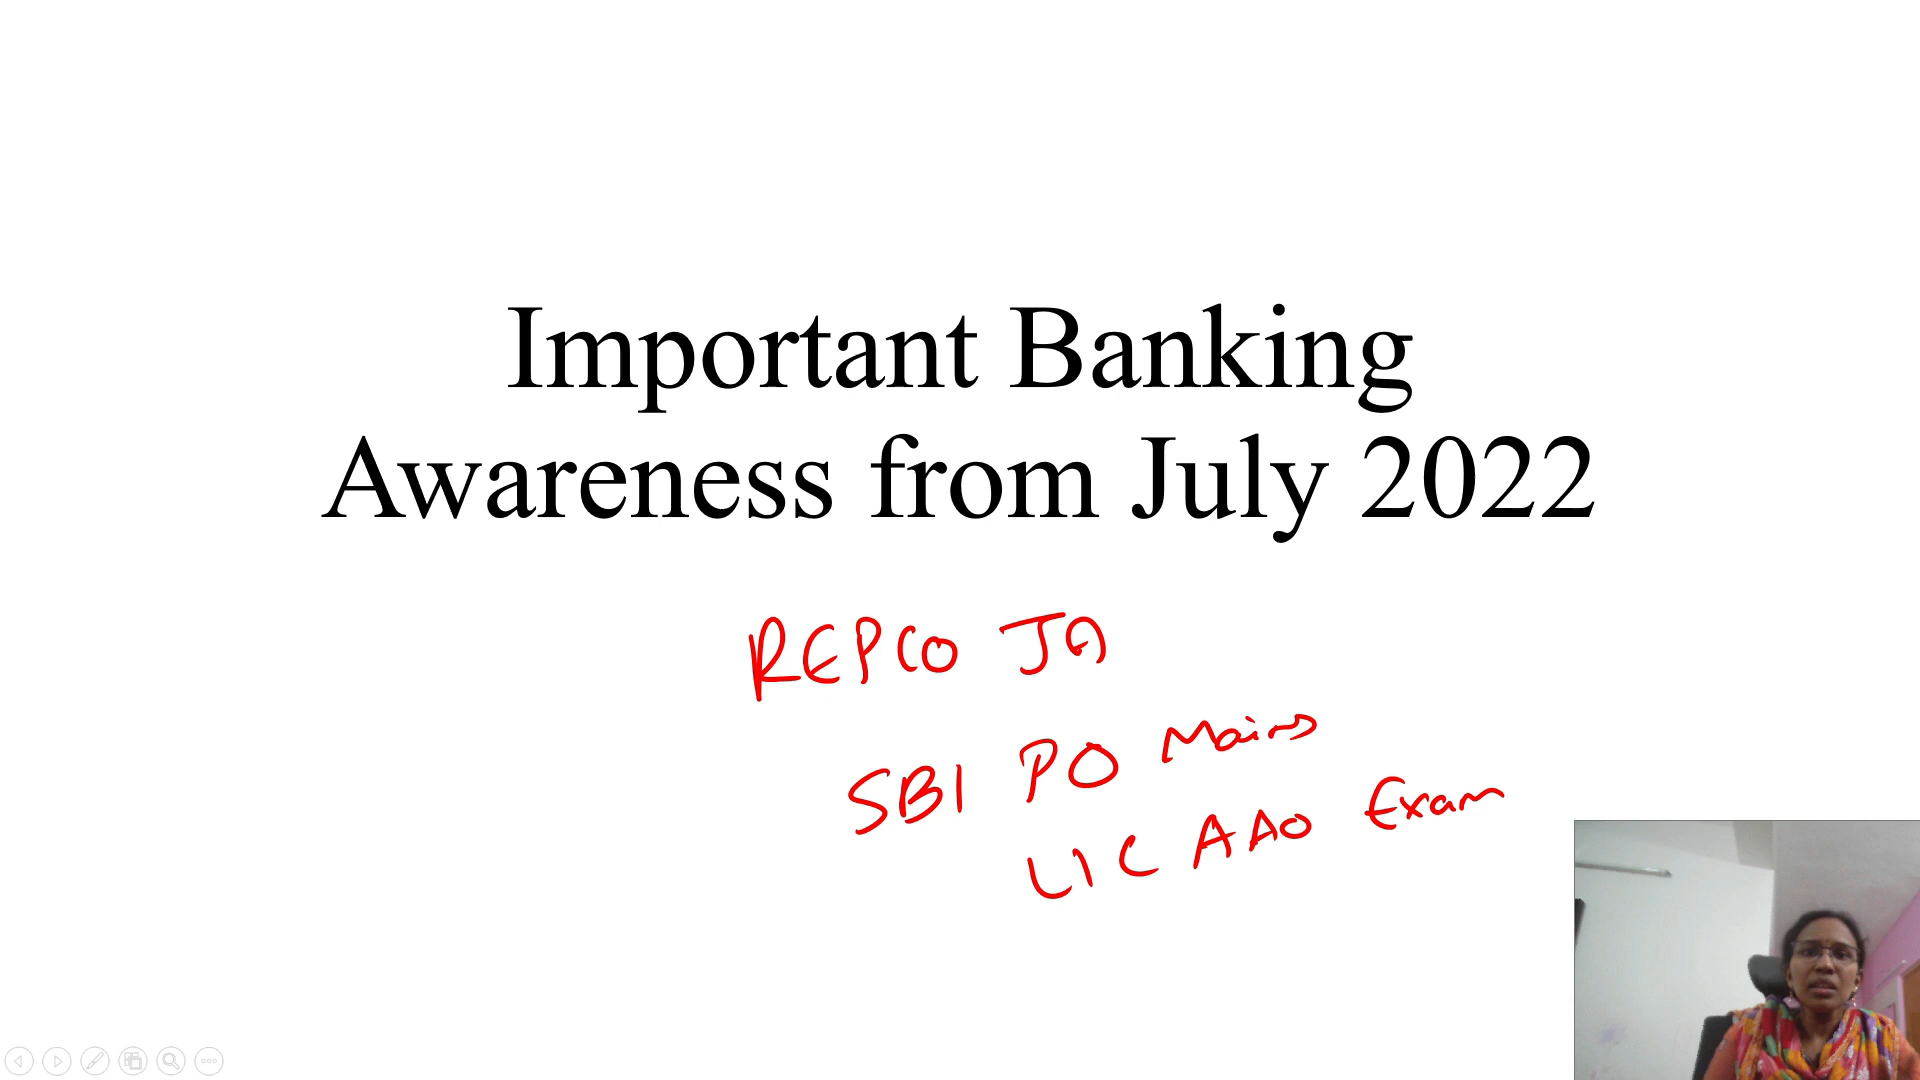 Important Banking
Awareness from July 2022
REPCO JA
SBI PO Mains
LIC AAO Exam